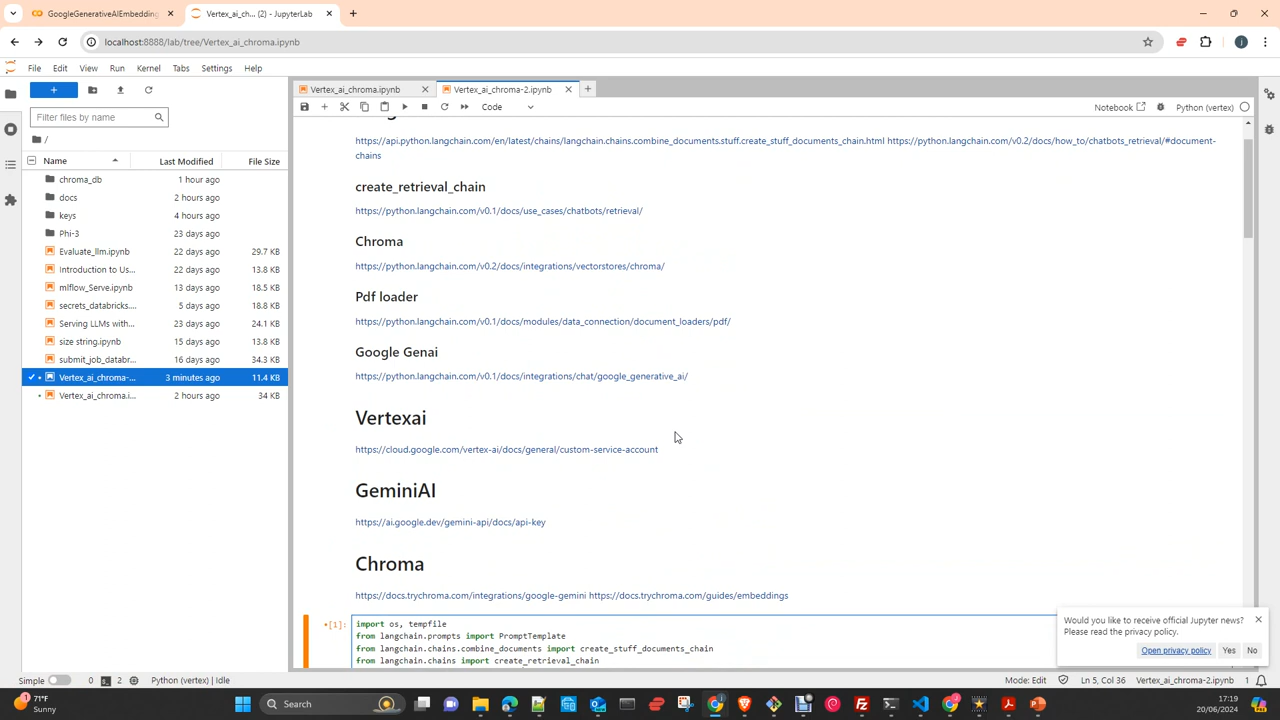 GoogleGenerativeAIEmbedding
Vertex_ai_ch... (2) - JupyterLab
localhost:8888/lab/tree/Vertex_ai_chroma.ipynb
File Edit View Run Kernel Tabs Settings Help
Filter files by name
/
Name Last Modified File Size
chroma_db 1 hour ago
docs 2 hours ago
keys 4 hours ago
Phi-3 23 days ago
Evaluate_llm.ipynb 22 days ago 29.7 KB
Introduction to Us... 22 days ago 13.8 KB
mlflow_Serve.ipynb 13 days ago 18.5 KB
secrets_databricks.... 5 days ago 18.8 KB
Serving LLMs with... 23 days ago 24.1 KB
size string.ipynb 15 days ago 13.8 KB
submit_job_databr... 16 days ago 34.3 KB
Vertex_ai_chroma-... 3 minutes ago 11.4 KB
Vertex_ai_chroma.i... 2 hours ago 34 KB
Vertex_ai_chroma.ipynb
Vertex_ai_chroma-2.ipynb
Code
Notebook
Python (vertex)
https://api.python.langchain.com/en/latest/chains/langchain.chains.combine_documents.stuff.create_stuff_documents_chain.html https://python.langchain.com/v0.2/docs/how_to/chatbots_retrieval/#document-
chains
create_retrieval_chain
https://python.langchain.com/v0.1/docs/use_cases/chatbots/retrieval/
Chroma
https://python.langchain.com/v0.2/docs/integrations/vectorstores/chroma/
Pdf loader
https://python.langchain.com/v0.1/docs/modules/data_connection/document_loaders/pdf/
Google Genai
https://python.langchain.com/v0.1/docs/integrations/chat/google_generative_ai/
Vertexai
https://cloud.google.com/vertex-ai/docs/general/custom-service-account
GeminiAI
https://ai.google.dev/gemini-api/docs/api-key
Chroma
https://docs.trychroma.com/integrations/google-gemini https://docs.trychroma.com/guides/embeddings
[1]:
import os, tempfile
from langchain.prompts import PromptTemplate
from langchain.chains.combine_documents import create_stuff_documents_chain
from langchain.chains import create_retrieval_chain
Would you like to receive official Jupyter news?
Please read the privacy policy.
Open privacy policy Yes No
Simple 0 2 Python (vertex) | Idle
Mode: Edit Ln 5, Col 36 Vertex_ai_chroma-2.ipynb 1
71°F
Sunny
Search
17:19
20/06/2024